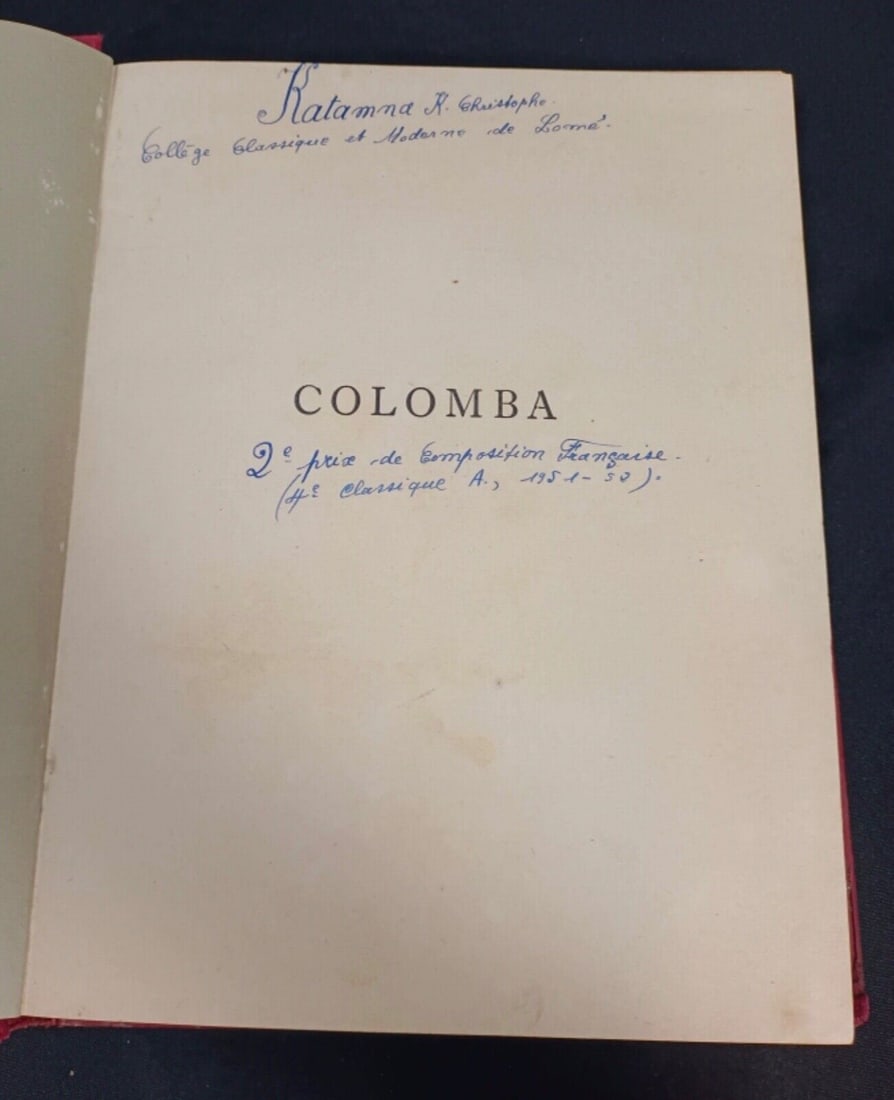 Katamna K. Christophe.
Collège Classique et Moderne de Lomé.
COLOMBA
2e prix de Composition Française.
(4e Classique A., 1951-52).